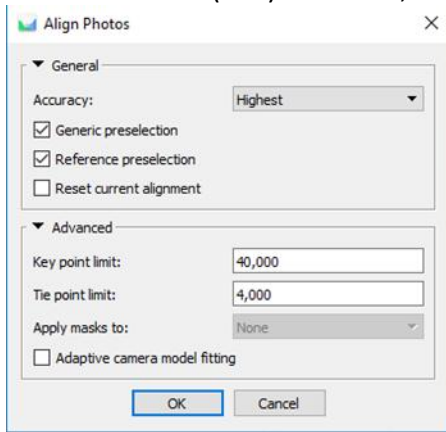 Align Photos
General
Accuracy: Highest
Generic preselection
Reference preselection
Reset current alignment
Advanced
Key point limit: 40,000
Tie point limit: 4,000
Apply masks to: None
Adaptive camera model fitting
OK Cancel